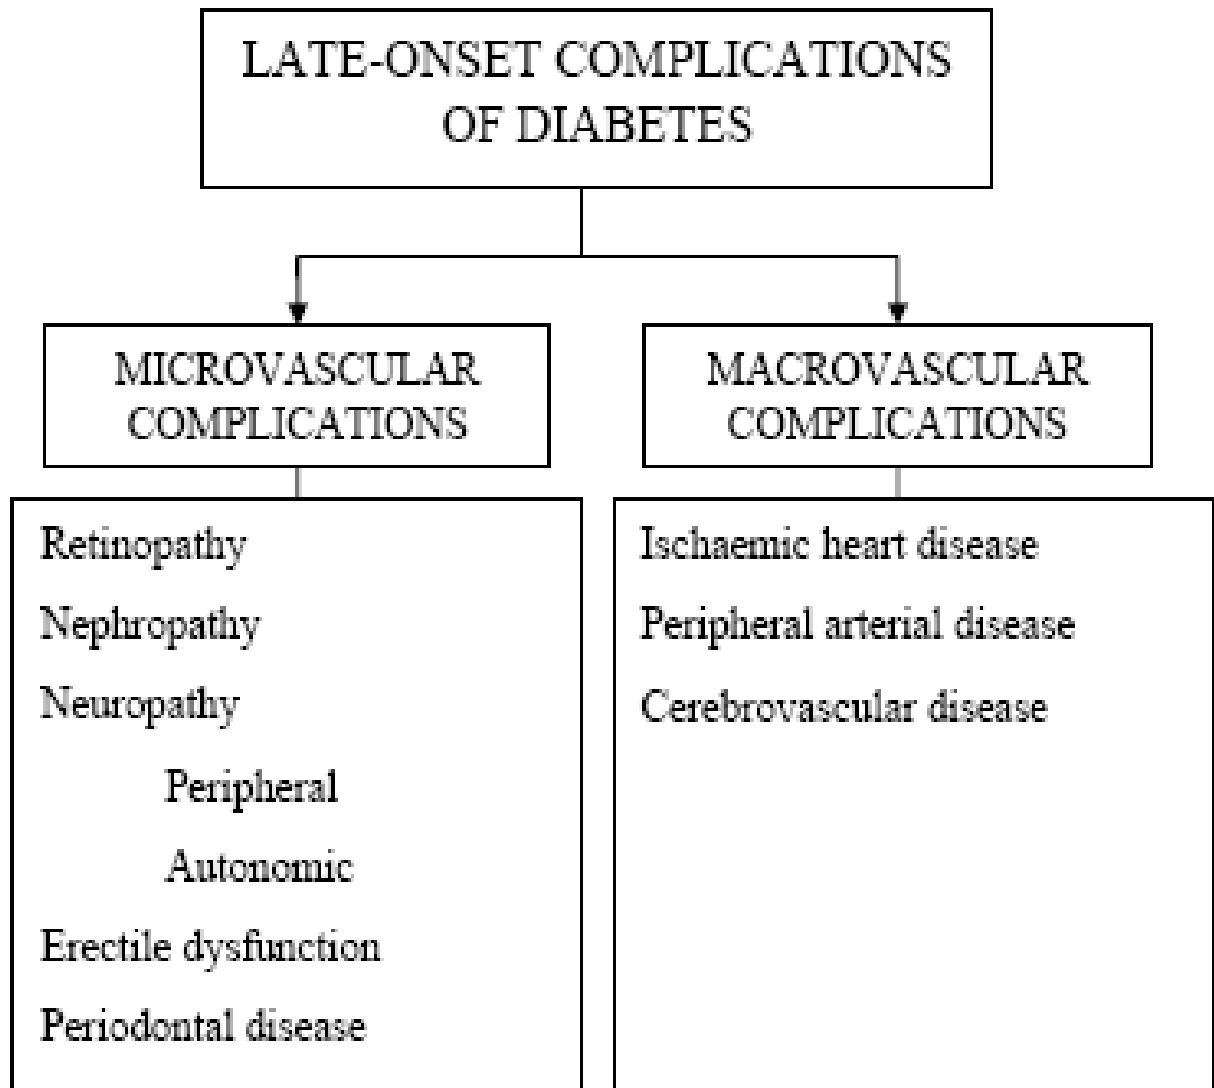 LATE-ONSET COMPLICATIONS
OF DIABETES
MICROVASCULAR
COMPLICATIONS
Retinopathy
Nephropathy
Neuropathy
Peripheral
Autonomic
Erectile dysfunction
Periodontal disease
MACROVASCULAR
COMPLICATIONS
Ischaemic heart disease
Peripheral arterial disease
Cerebrovascular disease